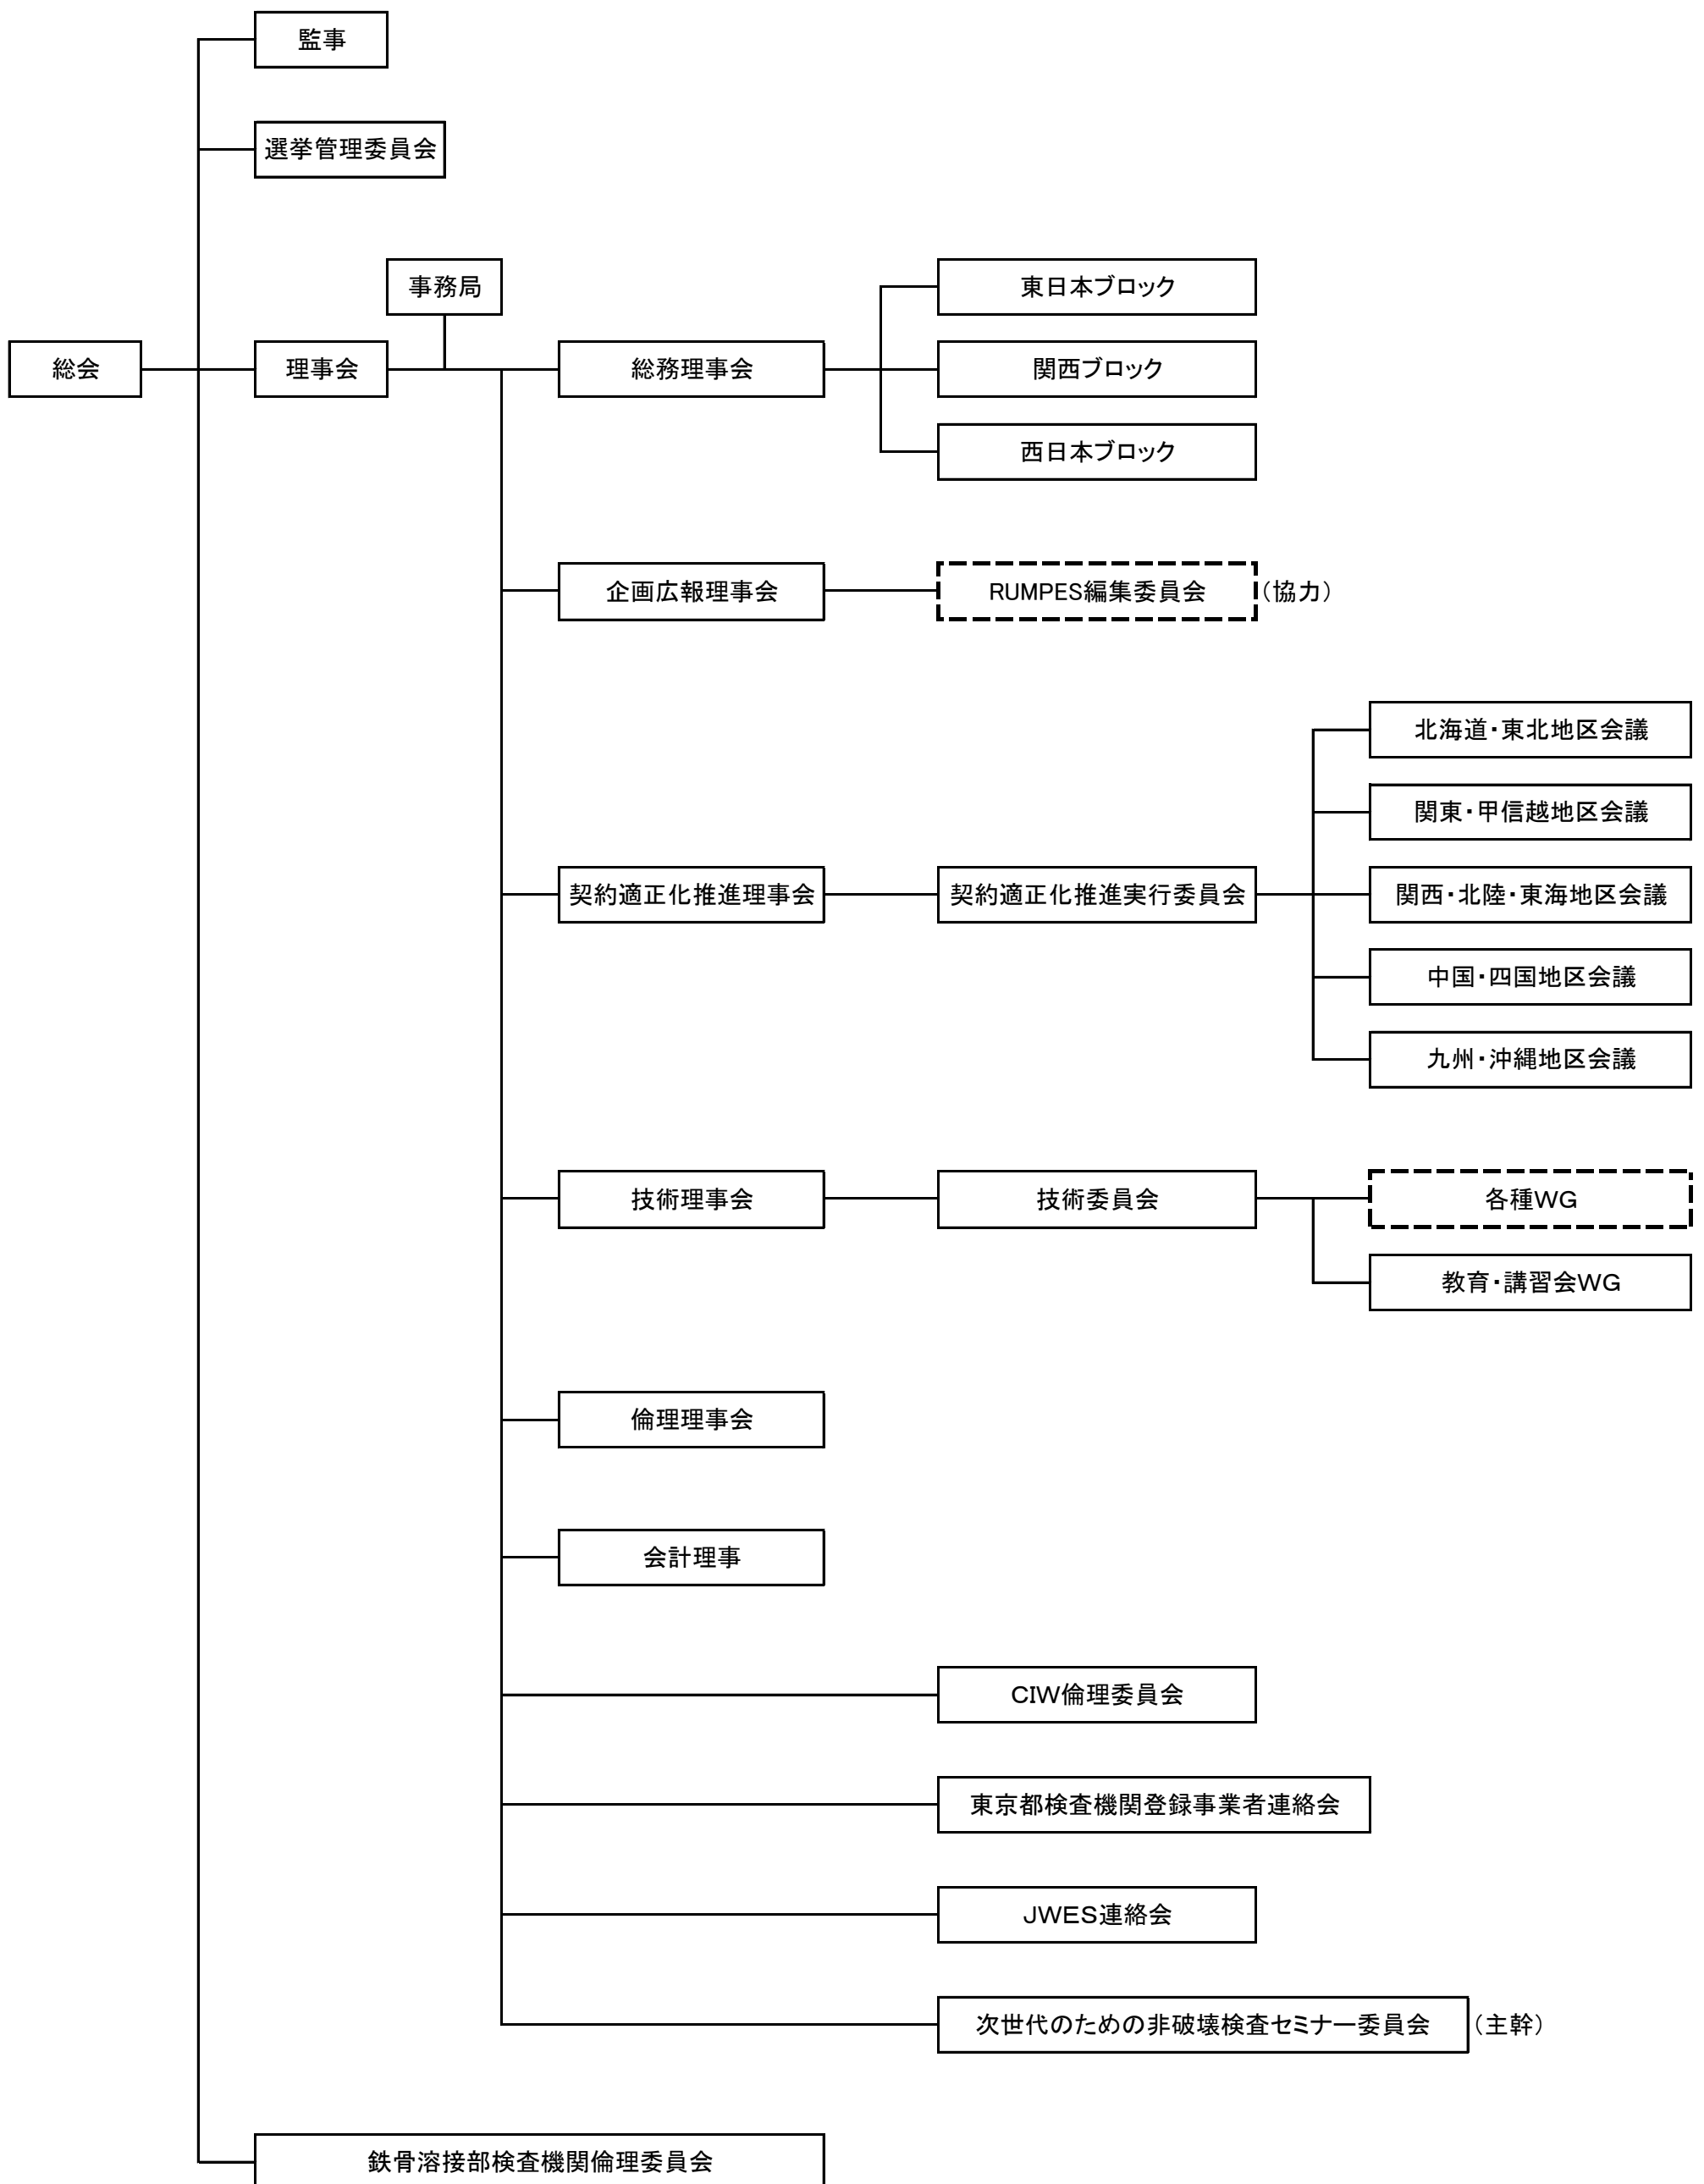 監事
選挙管理委員会
事務局
東日本ブロック
総会
理事会
総務理事会
関西ブロック
西日本ブロック
企画広報理事会
RUMPES編集委員会
（協力）
北海道・東北地区会議
関東・甲信越地区会議
契約適正化推進理事会
契約適正化推進実行委員会
関西・北陸・東海地区会議
中国・四国地区会議
九州・沖縄地区会議
技術理事会
技術委員会
各種WG
教育・講習会WG
倫理理事会
会計理事
CIW倫理委員会
東京都検査機関登録事業者連絡会
JWES連絡会
次世代のための非破壊検査セミナー委員会
（主幹）
鉄骨溶接部検査機関倫理委員会